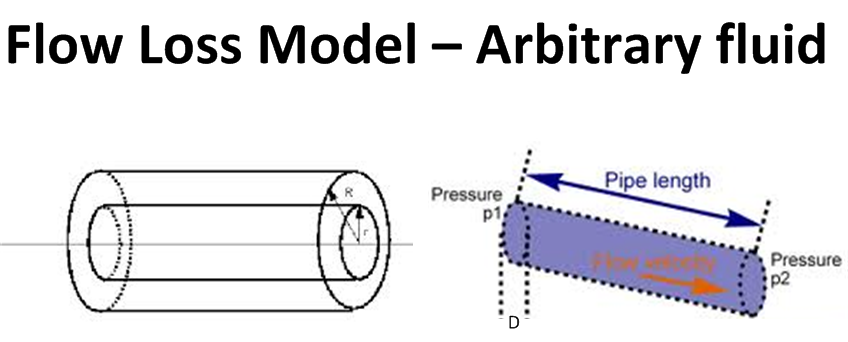 Flow Loss Model – Arbitrary fluid
R
r
Pipe length
Pressure
p1
Flow velocity
Pressure
p2
D